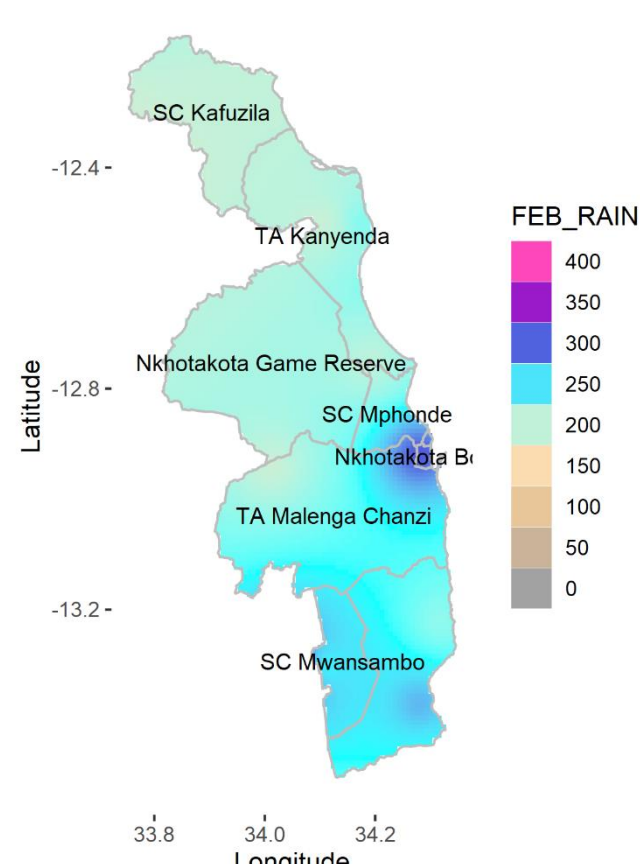 SC Kafuzila
-12.4
TA Kanyenda
FEB_RAIN
400
350
300
250
200
150
100
50
0
Nkhotakota Game Reserve
-12.8
Latitude
SC Mphonde
Nkhotakota Bo
TA Malenga Chanzi
-13.2
SC Mwansambo
33.8 34.0 34.2
Longitude